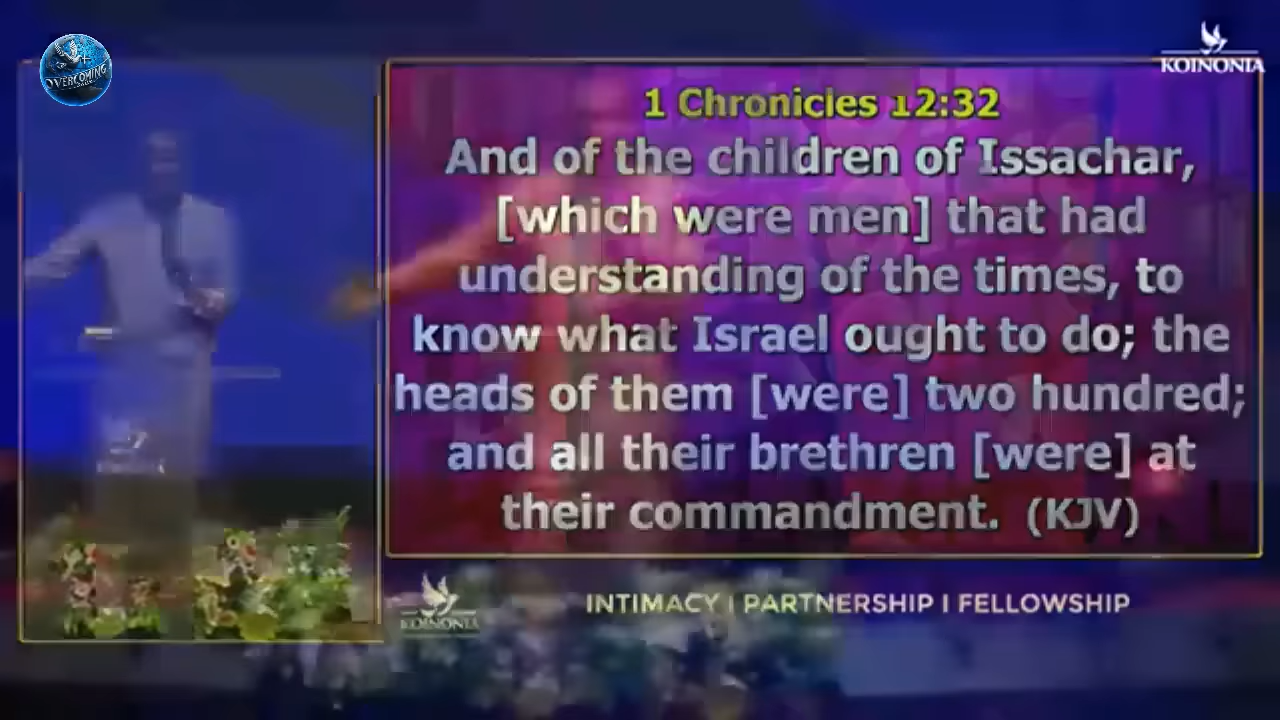 OVERCOMING
KOINONIA
1 Chronicles 12:32
And of the children of Issachar,
[which were men] that had
understanding of the times, to
know what Israel ought to do; the
heads of them [were] two hundred;
and all their brethren [were] at
their commandment. (KJV)
KOINONIA
INTIMACY | PARTNERSHIP | FELLOWSHIP